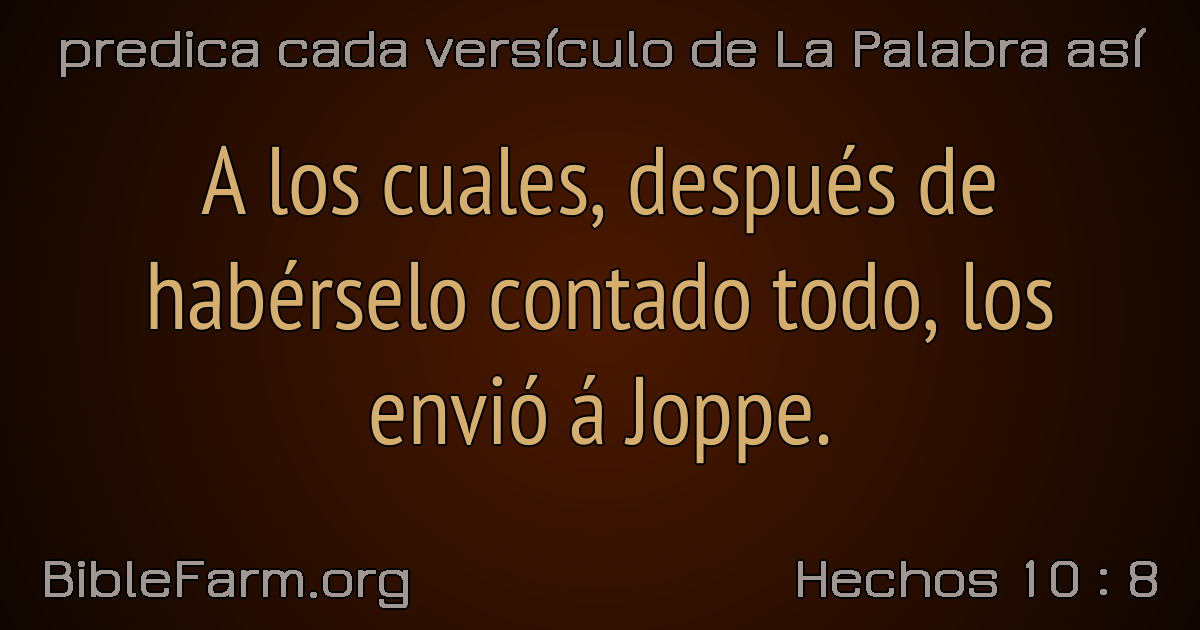 predica cada versículo de La Palabra así
A los cuales, después de
habérselo contado todo, los
envió á Joppe.
BibleFarm.org
Hechos 10 : 8